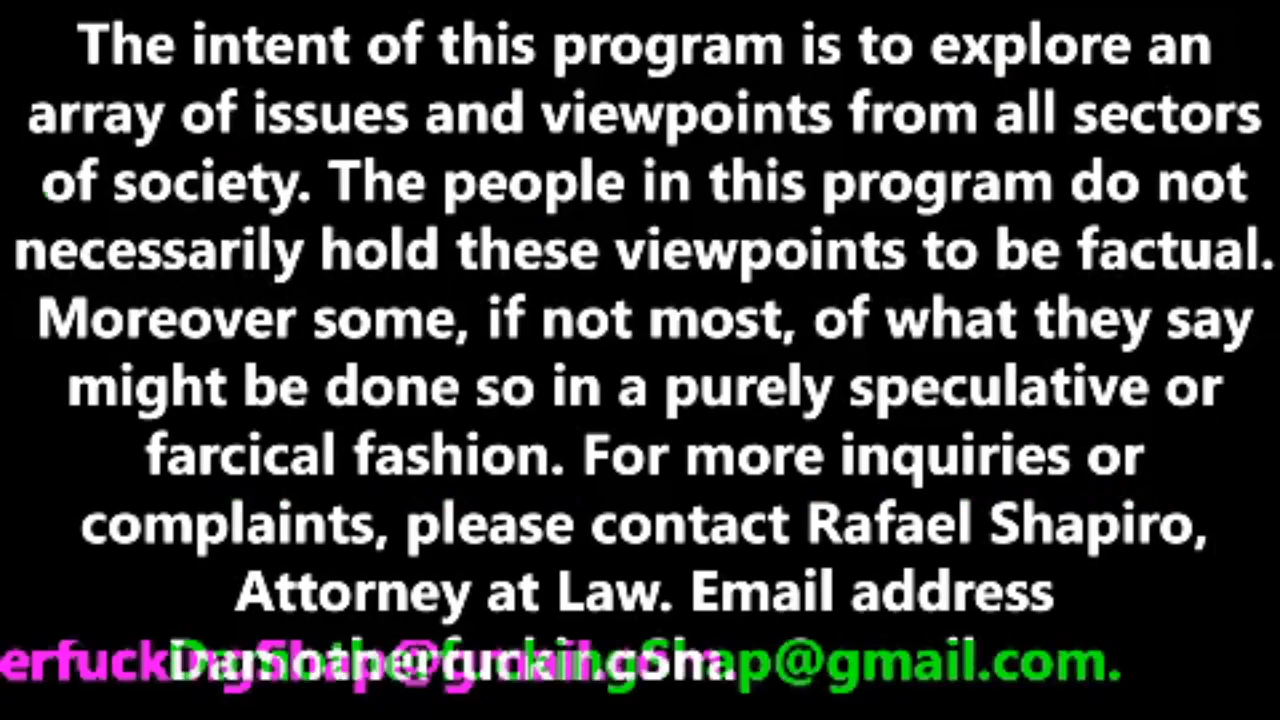 The intent of this program is to explore an
array of issues and viewpoints from all sectors
of society. The people in this program do not
necessarily hold these viewpoints to be factual.
Moreover some, if not most, of what they say
might be done so in a purely speculative or
farcical fashion. For more inquiries or
complaints, please contact Rafael Shapiro,
Attorney at Law. Email address